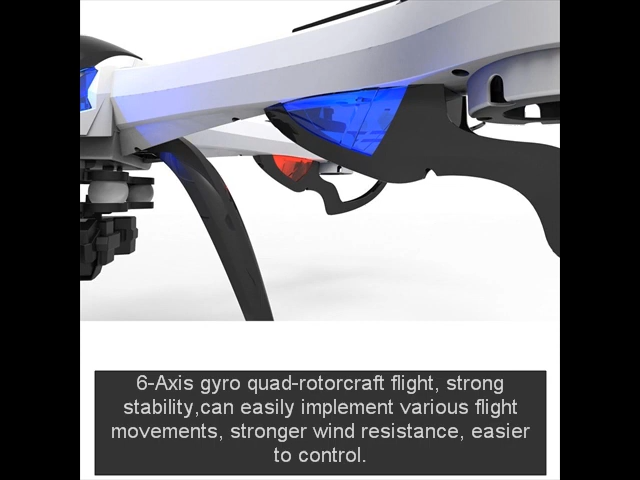 6-Axis gyro quad-rotorcraft flight, strong
stability,can easily implement various flight
movements, stronger wind resistance, easier
to control.